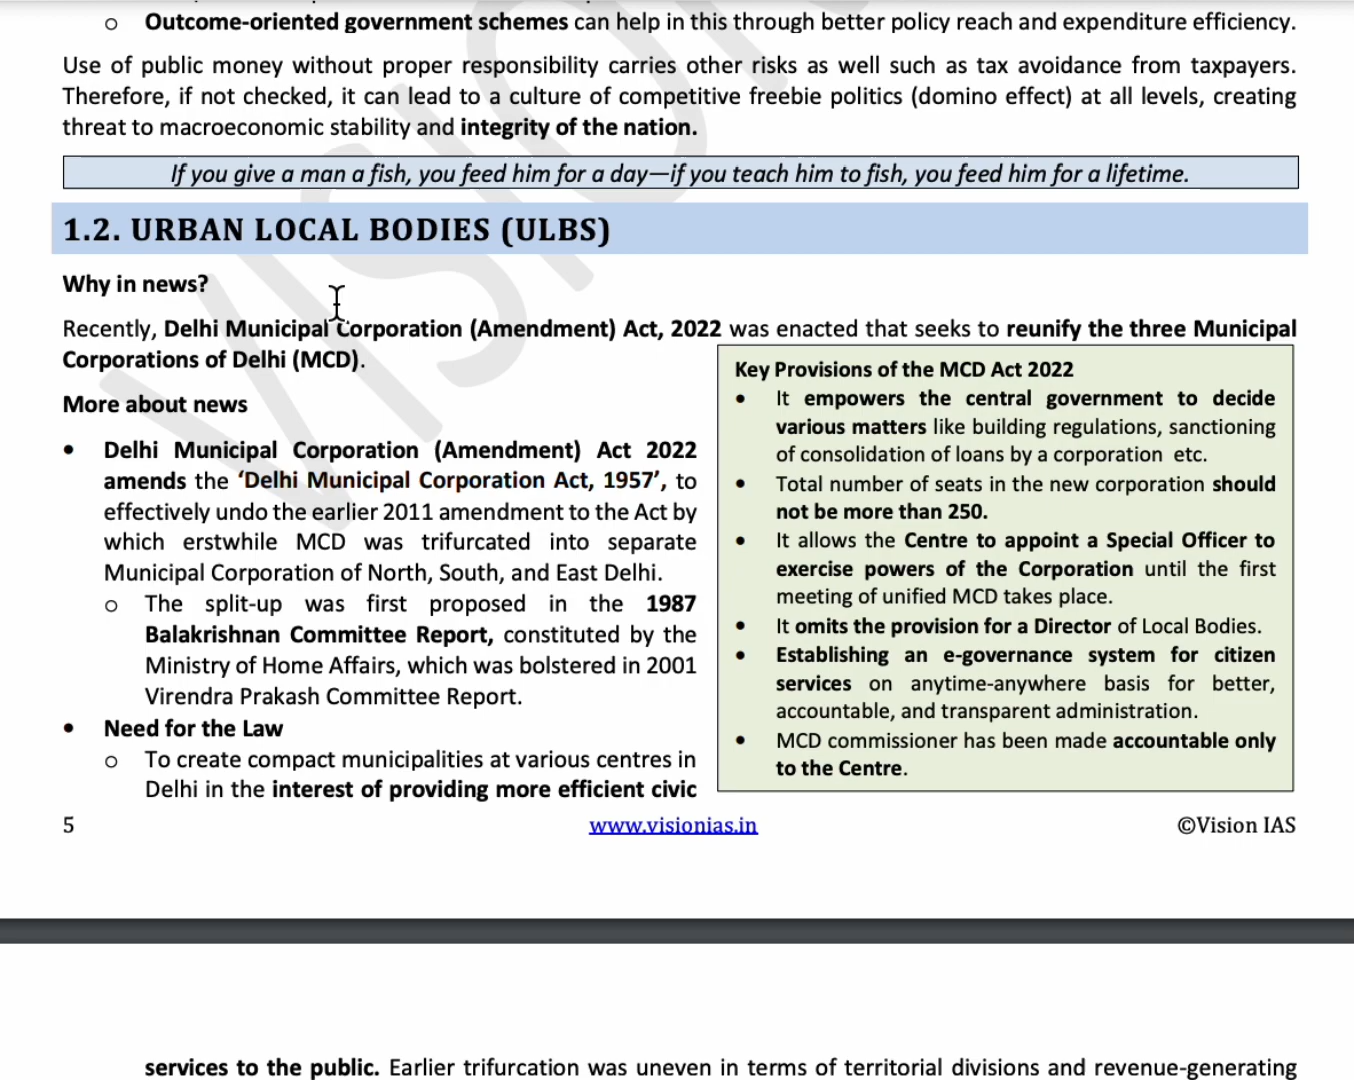 o Outcome-oriented government schemes can help in this through better policy reach and expenditure efficiency.
Use of public money without proper responsibility carries other risks as well such as tax avoidance from taxpayers.
Therefore, if not checked, it can lead to a culture of competitive freebie politics (domino effect) at all levels, creating
threat to macroeconomic stability and integrity of the nation.
If you give a man a fish, you feed him for a day—if you teach him to fish, you feed him for a lifetime.
1.2. URBAN LOCAL BODIES (ULBS)
Why in news?
Recently, Delhi Municipal Corporation (Amendment) Act, 2022 was enacted that seeks to reunify the three Municipal
Corporations of Delhi (MCD).
More about news
• Delhi Municipal Corporation (Amendment) Act 2022
amends the ‘Delhi Municipal Corporation Act, 1957’, to
effectively undo the earlier 2011 amendment to the Act by
which erstwhile MCD was trifurcated into separate
Municipal Corporation of North, South, and East Delhi.
o The split-up was first proposed in the 1987
Balakrishnan Committee Report, constituted by the
Ministry of Home Affairs, which was bolstered in 2001
Virendra Prakash Committee Report.
• Need for the Law
o To create compact municipalities at various centres in
Delhi in the interest of providing more efficient civic
Key Provisions of the MCD Act 2022
• It empowers the central government to decide
various matters like building regulations, sanctioning
of consolidation of loans by a corporation etc.
• Total number of seats in the new corporation should
not be more than 250.
• It allows the Centre to appoint a Special Officer to
exercise powers of the Corporation until the first
meeting of unified MCD takes place.
• It omits the provision for a Director of Local Bodies.
• Establishing an e-governance system for citizen
services on anytime-anywhere basis for better,
accountable, and transparent administration.
• MCD commissioner has been made accountable only
to the Centre.
5
www.visionias.in
©Vision IAS
services to the public. Earlier trifurcation was uneven in terms of territorial divisions and revenue-generating